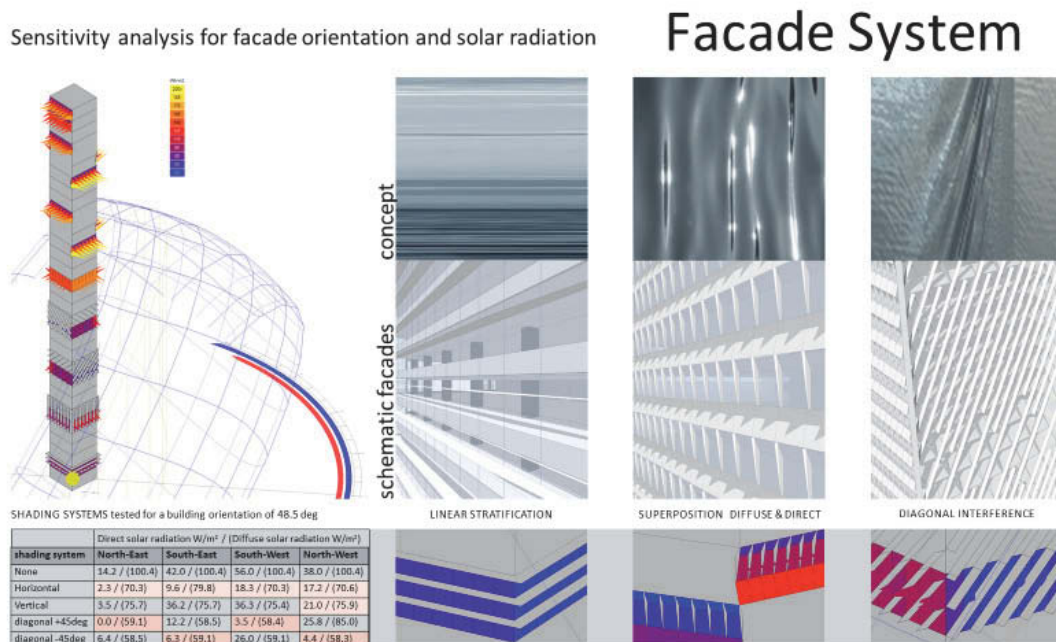 Sensitivity analysis for facade orientation and solar radiation
Facade System
concept
schematic facades
SHADING SYSTEMS tested for a building orientation of 48.5 deg
LINEAR STRATIFICATION
SUPERPOSITION DIFFUSE & DIRECT
DIAGONAL INTERFERENCE
Direct solar radiation W/m² / (Diffuse solar radiation W/m²)
shading system North-East South-East South-West North-West
None 14.2 / (100.4) 42.0 / (100.4) 56.0 / (100.4) 38.0 / (100.4)
Horizontal 2.3 / (70.3) 9.6 / (79.8) 18.3 / (70.3) 17.2 / (70.6)
Vertical 3.5 / (75.7) 36.2 / (75.7) 36.3 / (75.4) 21.0 / (75.9)
diagonal +45deg 0.0 / (59.1) 12.2 / (58.5) 3.5 / (58.4) 25.8 / (85.0)
diagonal -45deg 6.4 / (58.5) 6.3 / (59.1) 26.0 / (59.1) 4.4 / (58.3)